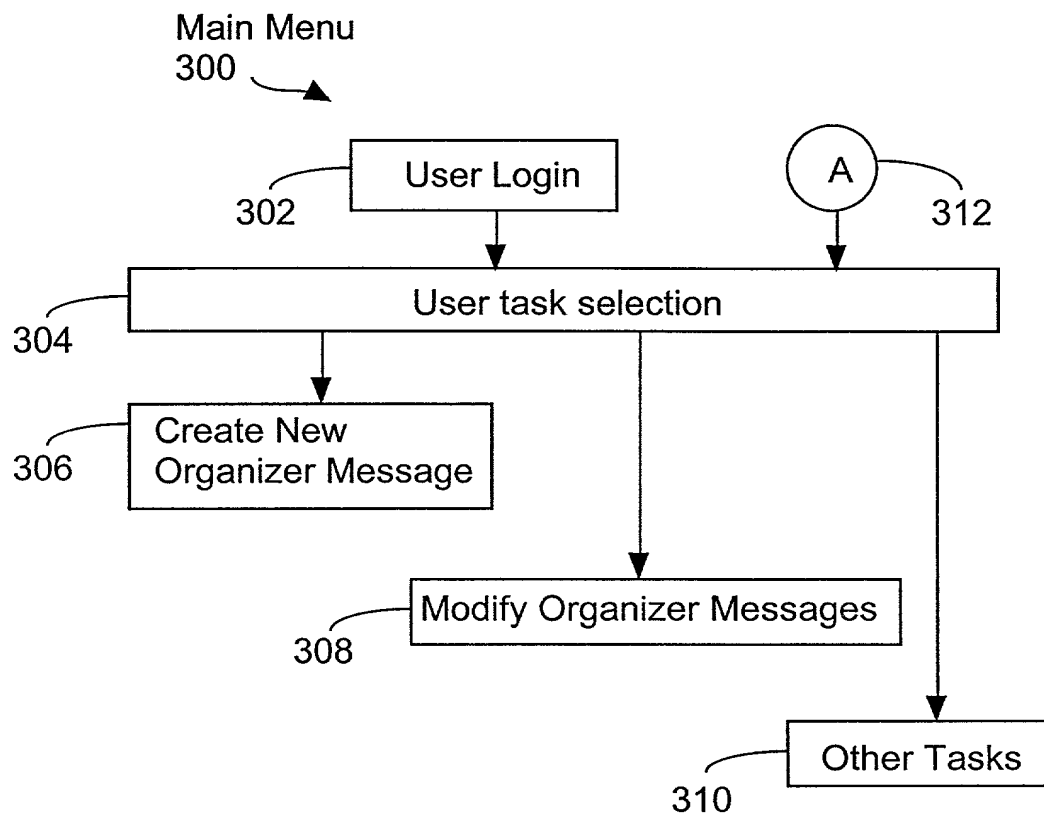 Main Menu
300
User Login
302
A
312
User task selection
304
Create New
Organizer Message
306
Modify Organizer Messages
308
Other Tasks
310